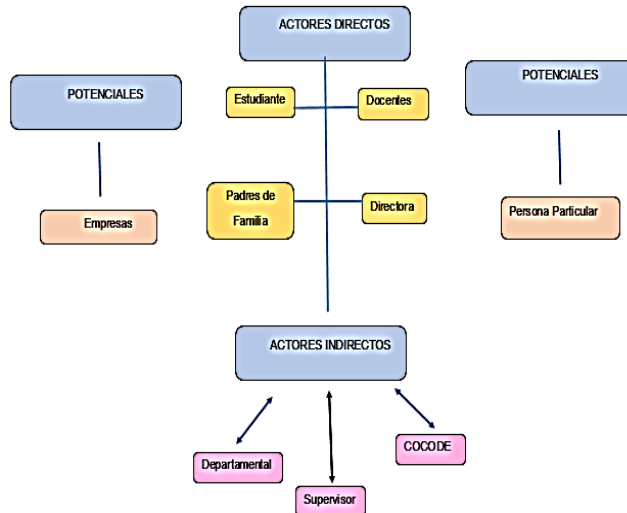 ACTORES DIRECTOS
POTENCIALES
POTENCIALES
Estudiante
Docentes
Padres de
Familia
Directora
Empresas
Persona Particular
ACTORES INDIRECTOS
Departamental
COCODE
Supervisor